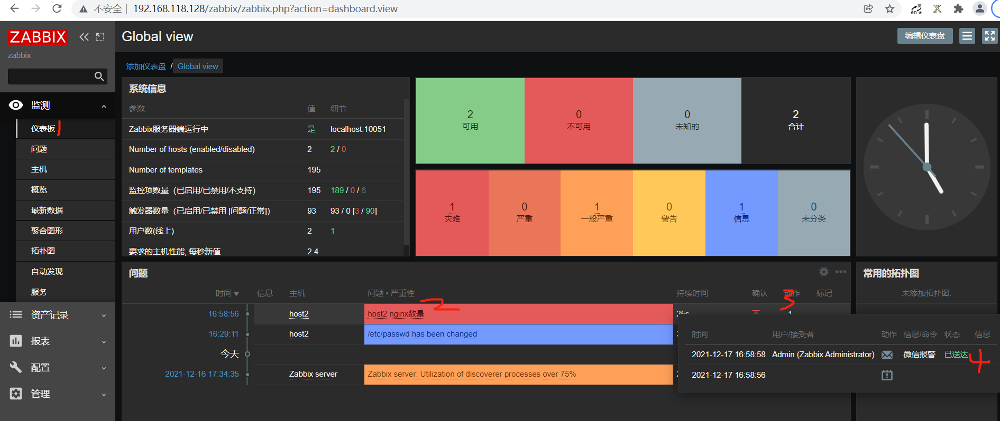 不安全 | 192.168.118.128/zabbix/zabbix.php?action=dashboard.view
英
en
ZABBIX
zabbix
监测
仪表板 1
问题
主机
概览
最新数据
聚合图形
拓扑图
自动发现
服务
资产记录
报表
配置
管理
Global view
编辑仪表盘
添加仪表盘 / Global view
系统信息
参数 值 细节
Zabbix服务器端运行中 是 localhost:10051
Number of hosts (enabled/disabled) 2 2 / 0
Number of templates 195
监控项数量 (已启用/已禁用/不支持) 195 189 / 0 / 6
触发器数量 (已启用/已禁用 [问题/正常]) 93 93 / 0 [3 / 90]
用户数(线上) 2 1
要求的主机性能, 每秒新值 2.4
2 0 0 2
可用 不可用 未知的 合计
1 0 1 0 1 0
灾难 严重 一般严重 警告 信息 未分类
问题
时间 信息 主机 问题 • 严重性 持续时间 确认 动作 标记
2 3
16:58:56 host2 host2 nginx数量 25s 不 1
16:29:11 host2 /etc/passwd has been changed
今天
2021-12-16 17:34:35 Zabbix server Zabbix server: Utilization of discoverer processes over 75%
常用的拓扑图
未添加拓扑图.
时间 用户/接受者 动作 信息/命令 状态 信息
2021-12-17 16:58:58 Admin (Zabbix Administrator) 微信报警 已送达 4
2021-12-17 16:58:56